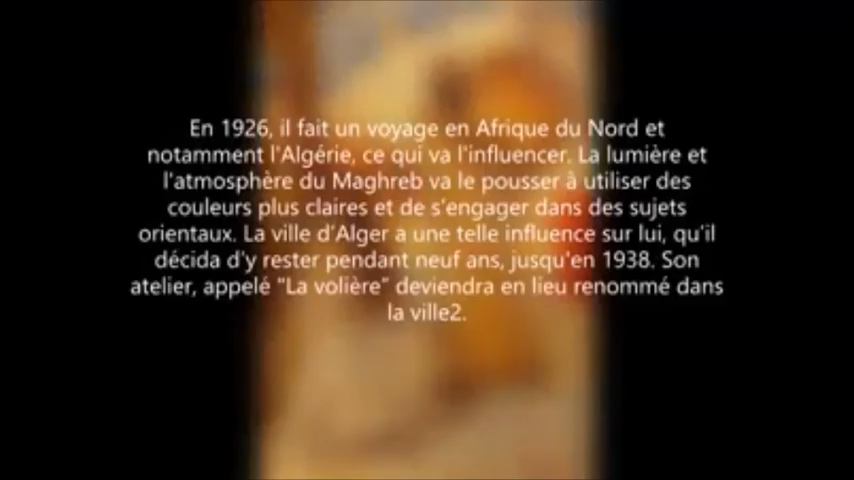 En 1926, il fait un voyage en Afrique du Nord et
notamment l'Algérie, ce qui va l'influencer. La lumière et
l'atmosphère du Maghreb va le pousser à utiliser des
couleurs plus claires et de s'engager dans des sujets
orientaux. La ville d'Alger a une telle influence sur lui, qu'il
décida d'y rester pendant neuf ans, jusqu'en 1938. Son
atelier, appelé "La volière" deviendra en lieu renommé dans
la ville2.